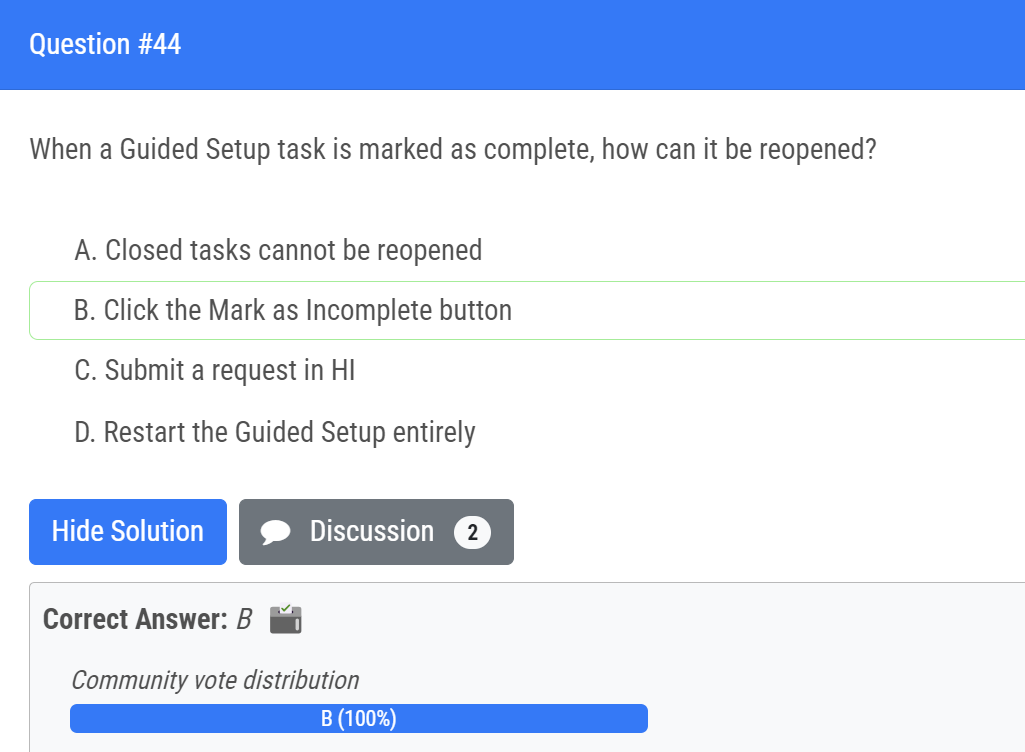 Question #44
When a Guided Setup task is marked as complete, how can it be reopened?
A. Closed tasks cannot be reopened
B. Click the Mark as Incomplete button
C. Submit a request in HI
D. Restart the Guided Setup entirely
Hide Solution Discussion 2
Correct Answer: B
Community vote distribution
B (100%)